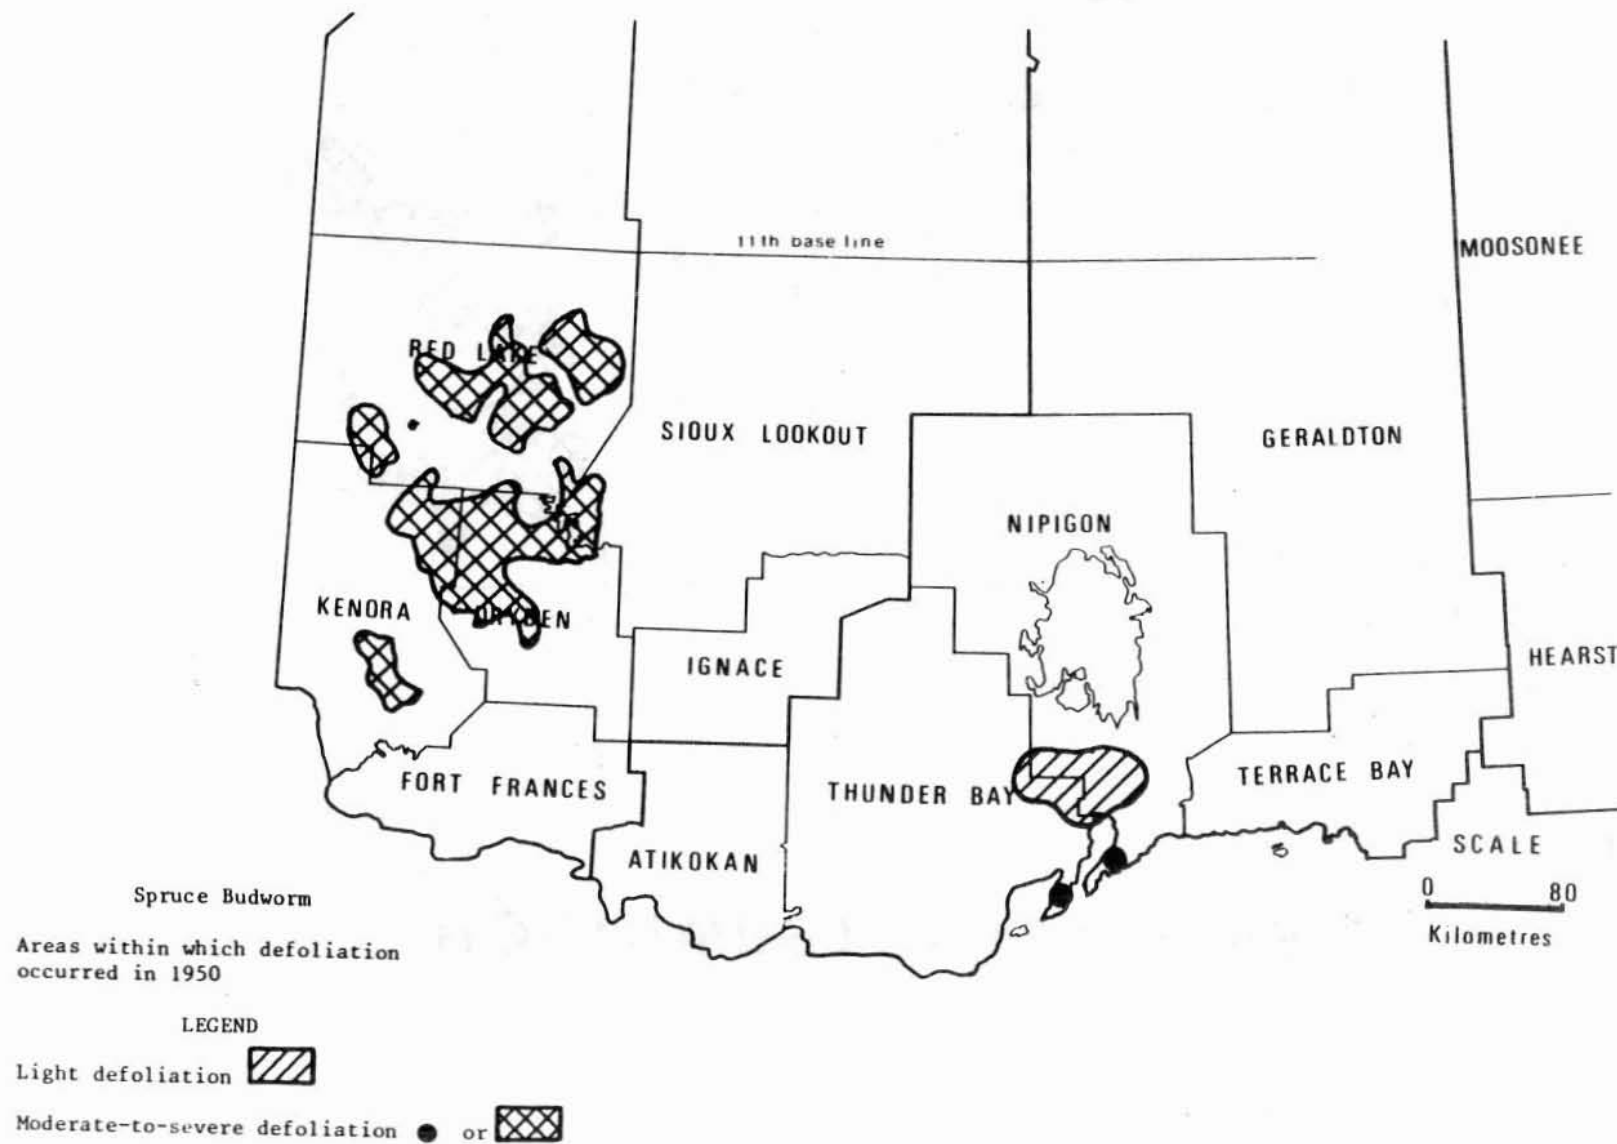 11th base line
MOOSONEE
RED LAKE
SIOUX LOOKOUT
GERALDTON
NIPIGON
KENORA
DRYDEN
IGNACE
HEARST
FORT FRANCES
THUNDER BAY
TERRACE BAY
ATIKOKAN
SCALE
0 80
Kilometres
Spruce Budworm
Areas within which defoliation
occurred in 1950
LEGEND
Light defoliation
Moderate-to-severe defoliation or